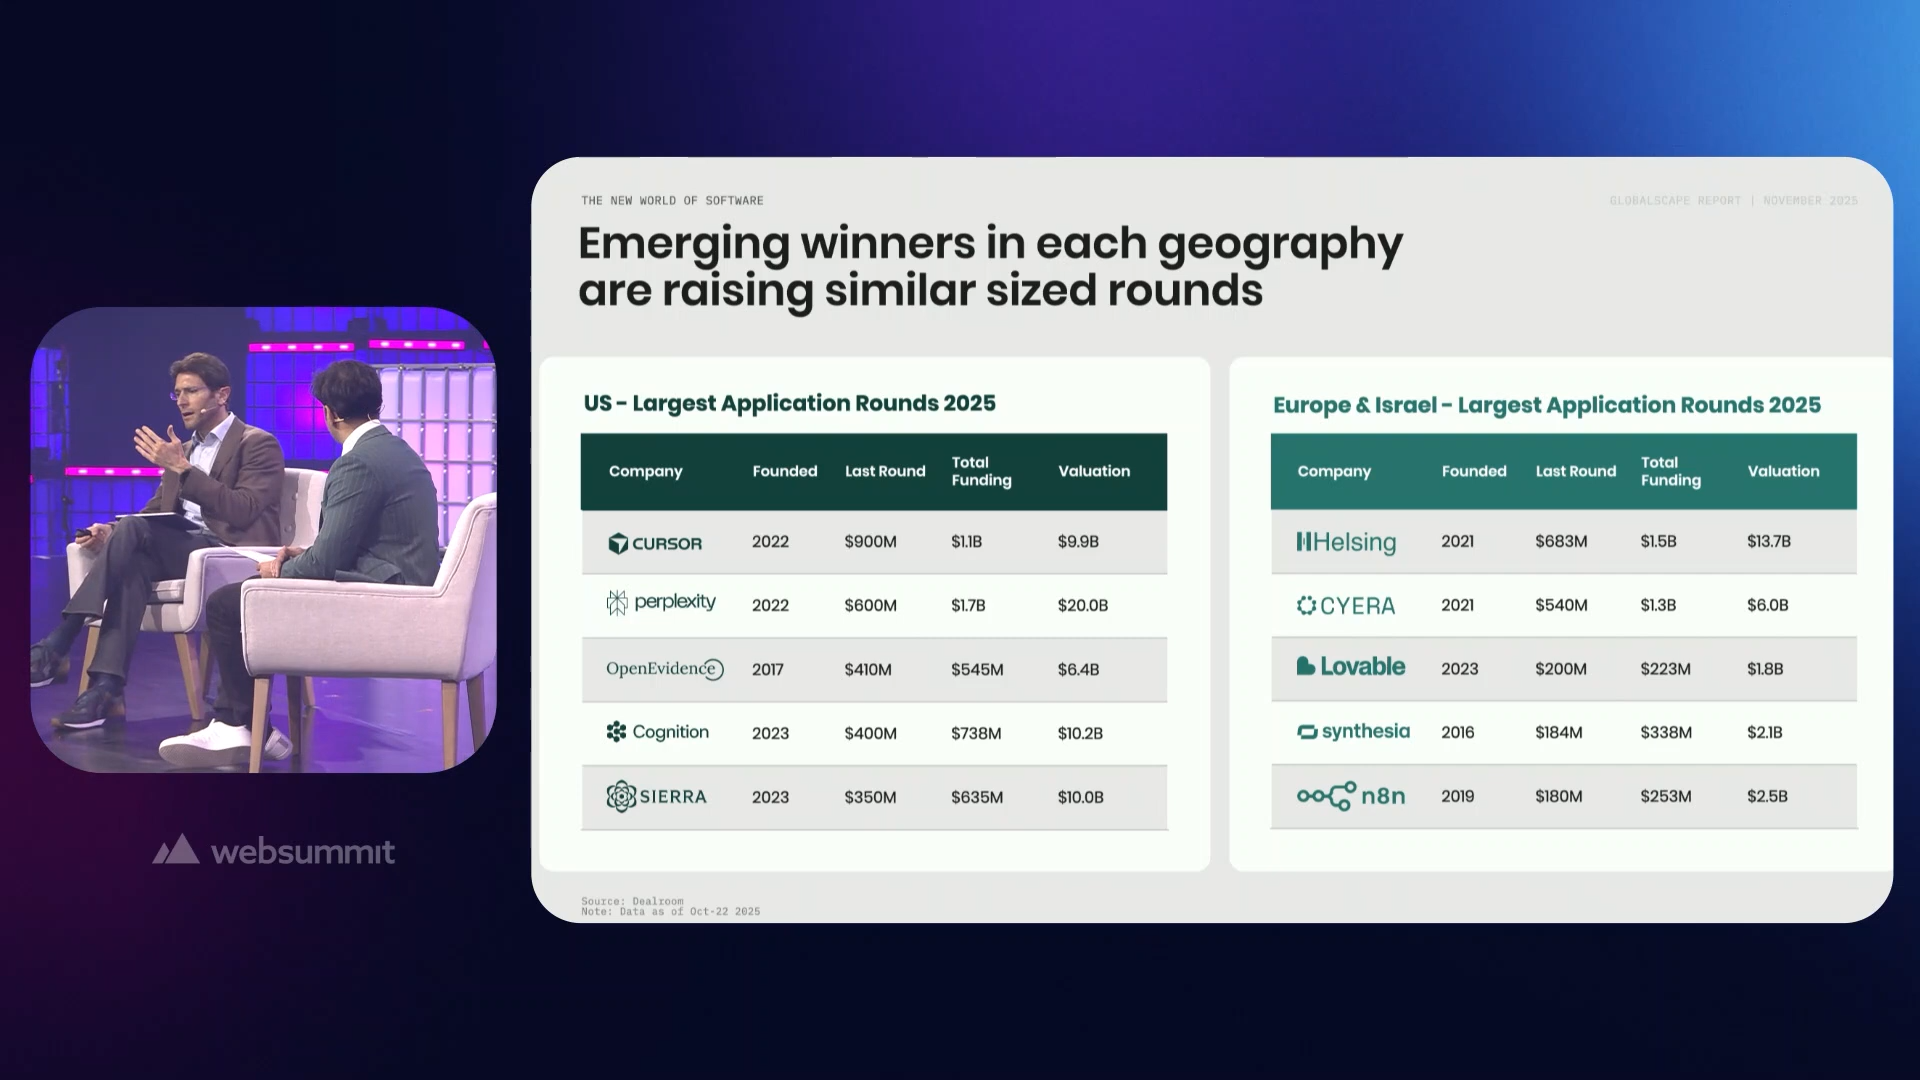 THE NEW WORLD OF SOFTWARE
GLOBALSCAPE REPORT | NOVEMBER 2025
Emerging winners in each geography
are raising similar sized rounds
US - Largest Application Rounds 2025
Company Founded Last Round Total Funding Valuation
CURSOR 2022 $900M $1.1B $9.9B
perplexity 2022 $600M $1.7B $20.0B
OpenEvidence 2017 $410M $545M $6.4B
Cognition 2023 $400M $738M $10.2B
SIERRA 2023 $350M $635M $10.0B
Europe & Israel - Largest Application Rounds 2025
Company Founded Last Round Total Funding Valuation
Helsing 2021 $683M $1.5B $13.7B
CYERA 2021 $540M $1.3B $6.0B
Lovable 2023 $200M $223M $1.8B
synthesia 2016 $184M $338M $2.1B
n8n 2019 $180M $253M $2.5B
Source: Dealroom
Note: Data as of Oct-22 2025
websummit